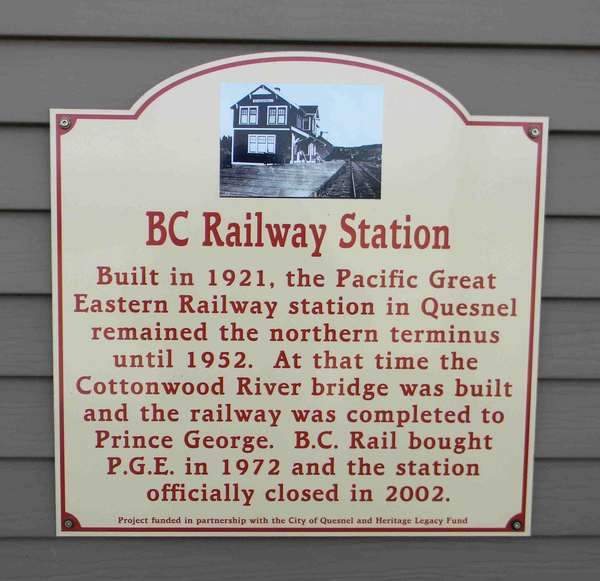 BC Railway Station
Built in 1921, the Pacific Great
Eastern Railway station in Quesnel
remained the northern terminus
until 1952. At that time the
Cottonwood River bridge was built
and the railway was completed to
Prince George. B.C. Rail bought
P.G.E. in 1972 and the station
officially closed in 2002.
Project funded in partnership with the City of Quesnel and Heritage Legacy Fund